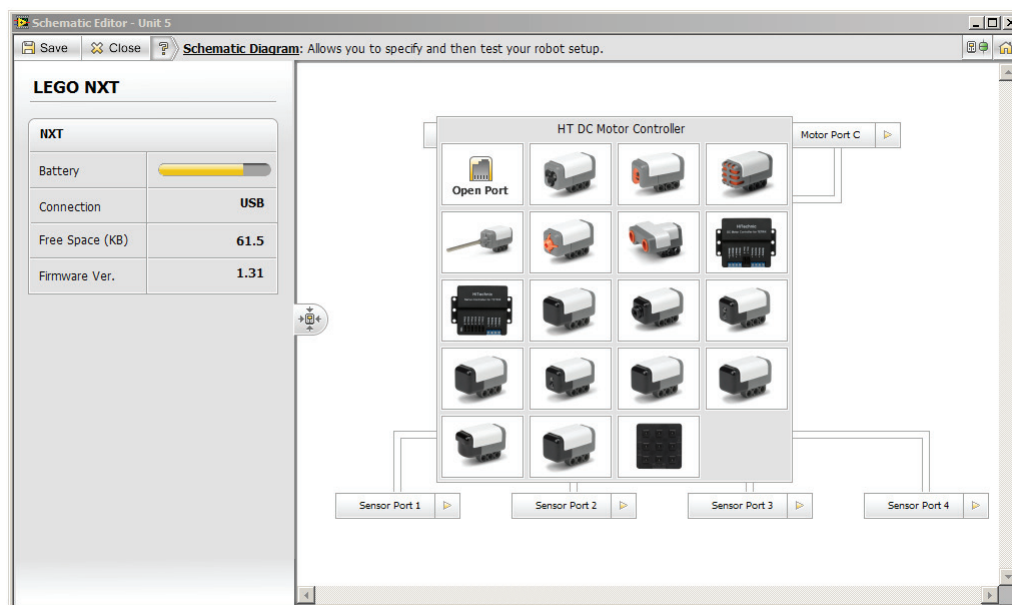 Schematic Editor - Unit 5
Save Close ? Schematic Diagram: Allows you to specify and then test your robot setup.
LEGO NXT
NXT
Battery
Connection USB
Free Space (KB) 61.5
Firmware Ver. 1.31
HT DC Motor Controller
Motor Port C
Open Port
HiTechnic
HiTechnic
Sensor Port 1
Sensor Port 2
Sensor Port 3
Sensor Port 4